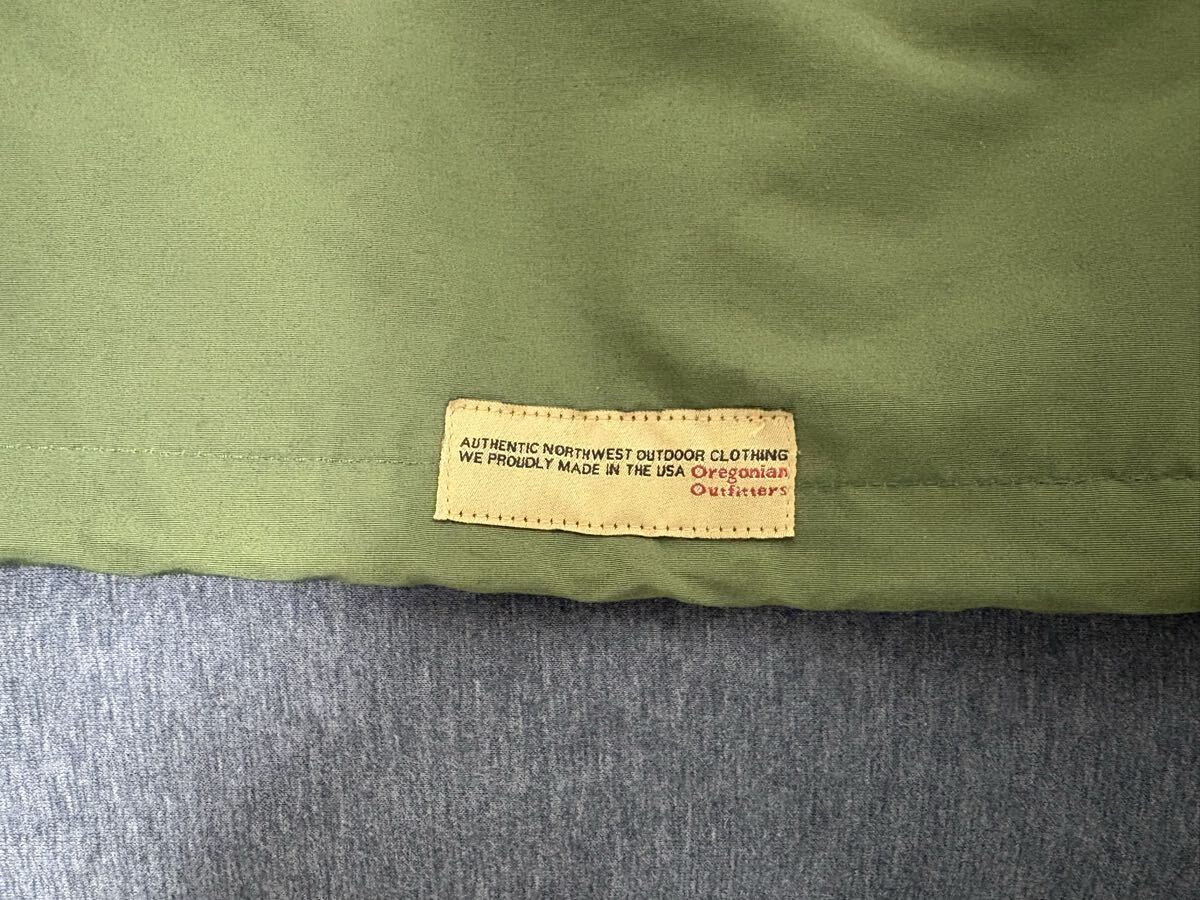 AUTHENTIC NORTHWEST OUTDOOR CLOTHING
WE PROUDLY MADE IN THE USA Oregonian
Outfitters